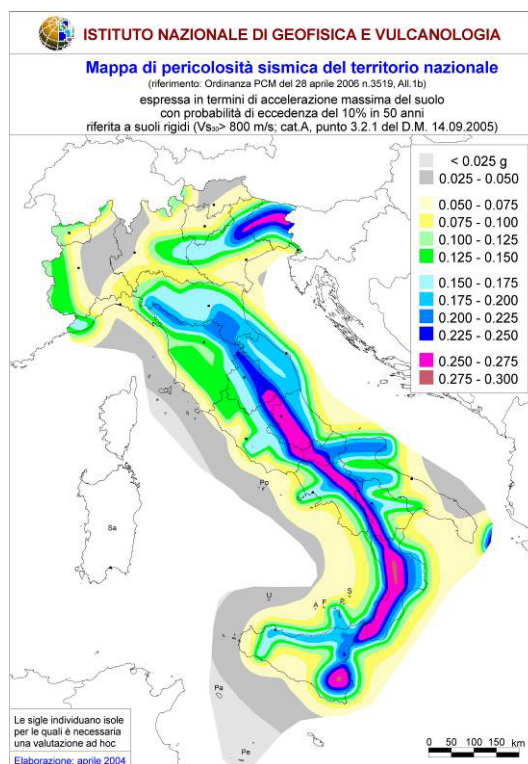 ISTITUTO NAZIONALE DI GEOFISICA E VULCANOLOGIA
Mappa di pericolosità sismica del territorio nazionale
(riferimento: Ordinanza PCM del 28 aprile 2006 n.3519, All.1b)
espressa in termini di accelerazione massima del suolo
con probabilità di eccedenza del 10% in 50 anni
riferita a suoli rigidi (Vs₃₀> 800 m/s; cat.A, punto 3.2.1 del D.M. 14.09.2005)
< 0.025 g
0.025 - 0.050
0.050 - 0.075
0.075 - 0.100
0.100 - 0.125
0.125 - 0.150
0.150 - 0.175
0.175 - 0.200
0.200 - 0.225
0.225 - 0.250
0.250 - 0.275
0.275 - 0.300
Po
Sa
U
A F P S
Pa
Pe
Le sigle individuano isole
per le quali è necessaria
una valutazione ad hoc
Elaborazione: aprile 2004
0 50 100 150 km